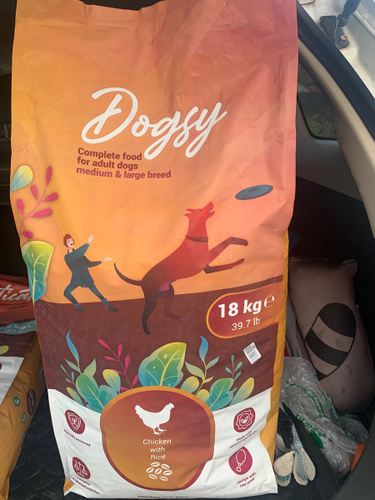 Dogsy
Complete food
for adult dogs
medium & large breed
18 kg ℮
39.7 lb
Chicken
with
Rice